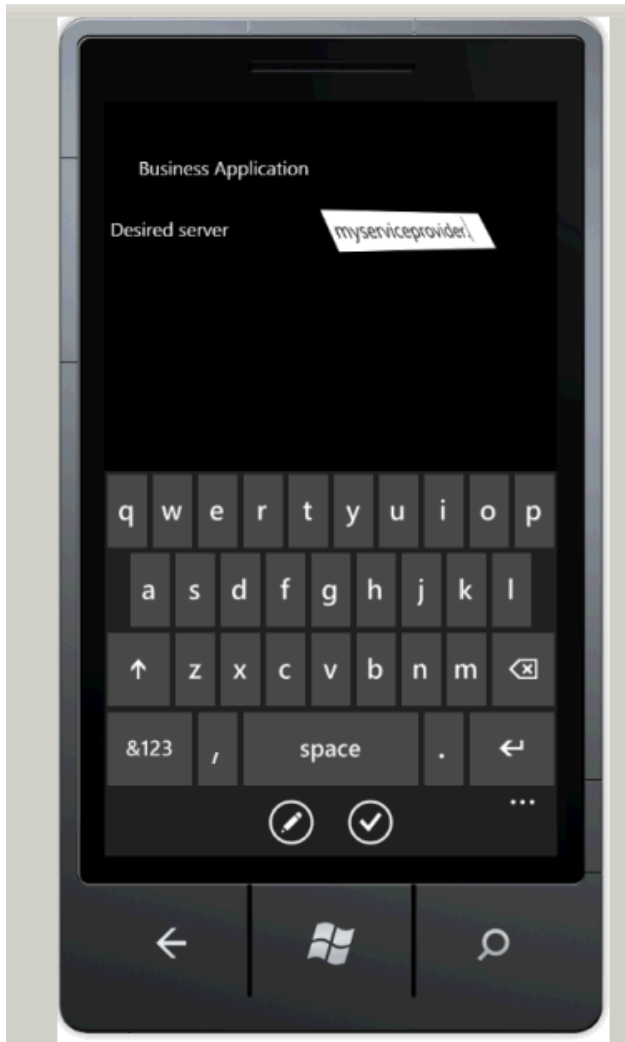 Business Application
Desired server myserviceprovider.
q w e r t y u i o p
a s d f g h j k l
z x c v b n m
&123 , space .
...